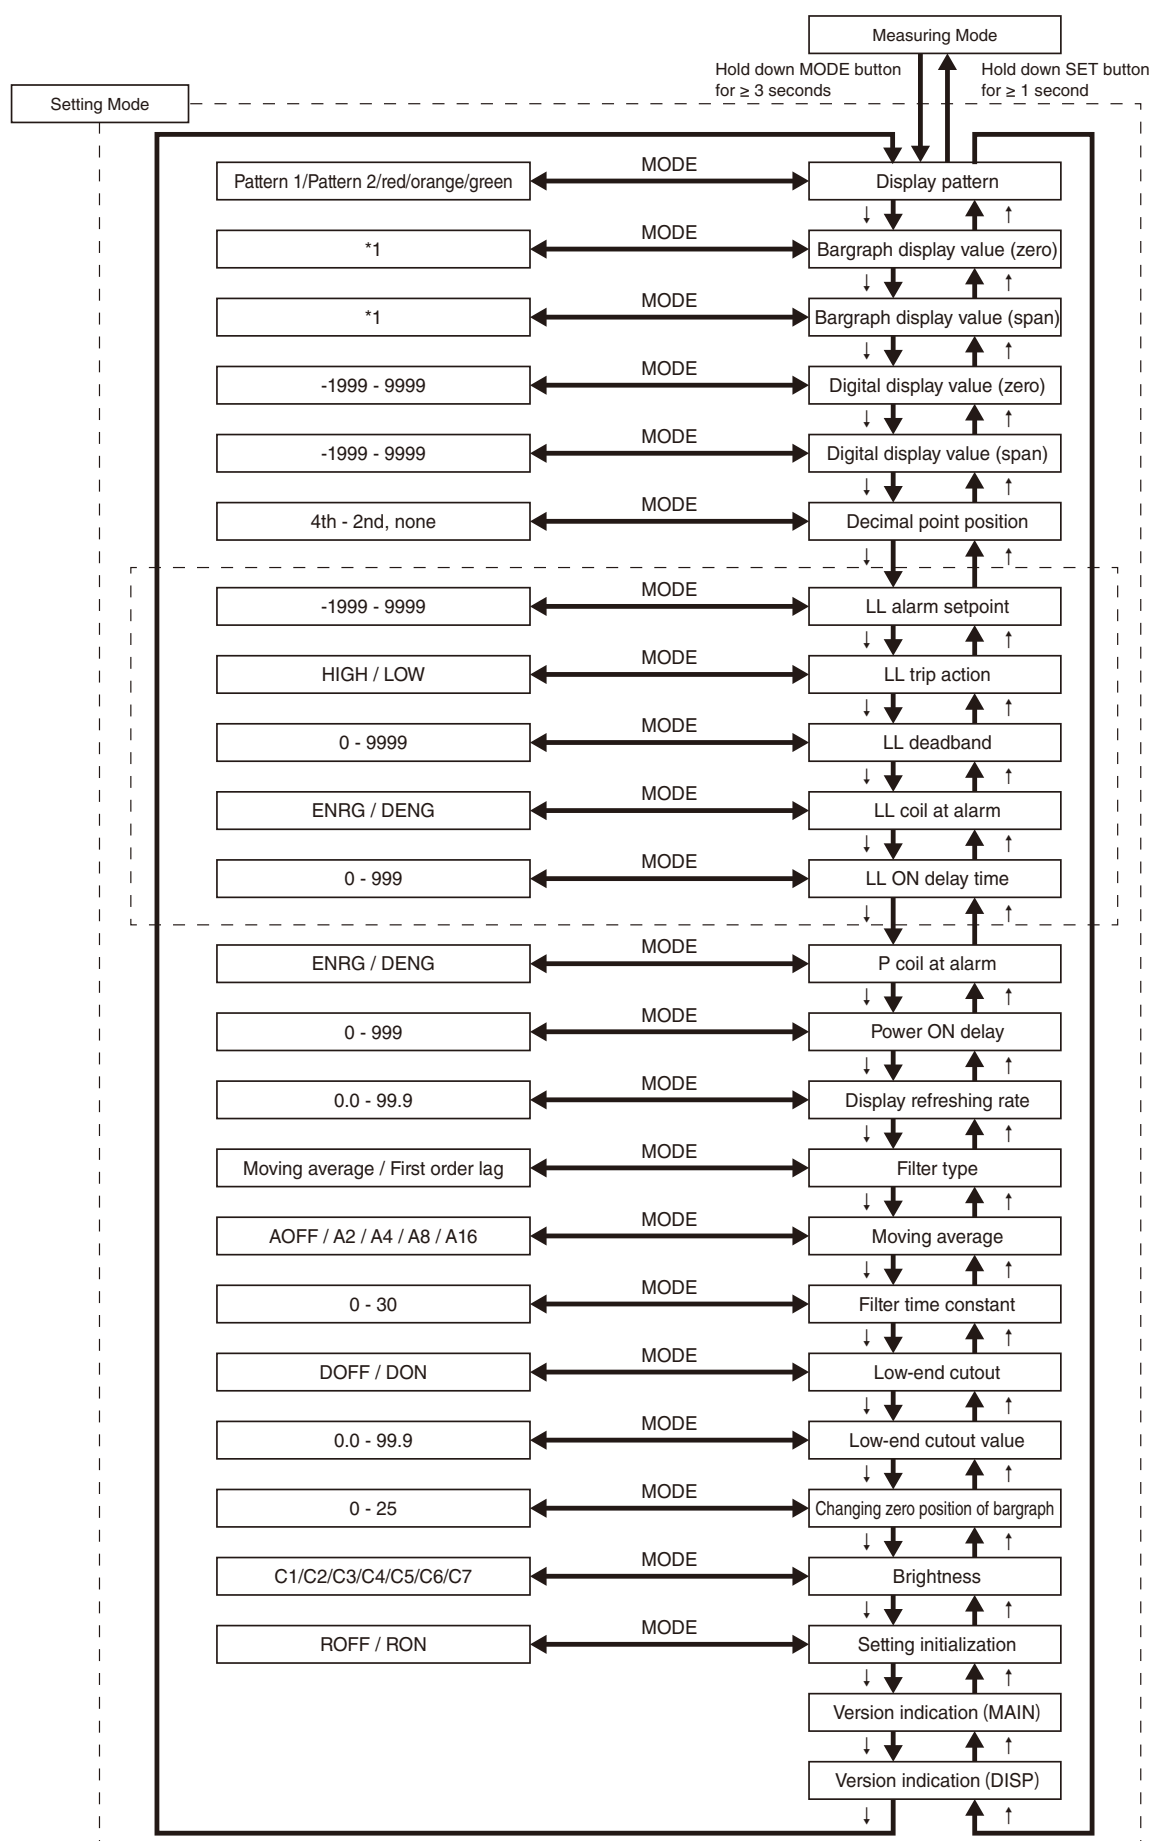 Measuring Mode
Hold down MODE button
for ≥ 3 seconds
Hold down SET button
for ≥ 1 second
Setting Mode
Pattern 1/Pattern 2/red/orange/green
MODE
Display pattern
↓ ↑
*1
MODE
Bargraph display value (zero)
↓ ↑
*1
MODE
Bargraph display value (span)
↓ ↑
-1999 - 9999
MODE
Digital display value (zero)
↓ ↑
-1999 - 9999
MODE
Digital display value (span)
↓ ↑
4th - 2nd, none
MODE
Decimal point position
↓ ↑
-1999 - 9999
MODE
LL alarm setpoint
↓ ↑
HIGH / LOW
MODE
LL trip action
↓ ↑
0 - 9999
MODE
LL deadband
↓ ↑
ENRG / DENG
MODE
LL coil at alarm
↓ ↑
0 - 999
MODE
LL ON delay time
↓ ↑
ENRG / DENG
MODE
P coil at alarm
↓ ↑
0 - 999
MODE
Power ON delay
↓ ↑
0.0 - 99.9
MODE
Display refreshing rate
↓ ↑
Moving average / First order lag
MODE
Filter type
↓ ↑
AOFF / A2 / A4 / A8 / A16
MODE
Moving average
↓ ↑
0 - 30
MODE
Filter time constant
↓ ↑
DOFF / DON
MODE
Low-end cutout
↓ ↑
0.0 - 99.9
MODE
Low-end cutout value
↓ ↑
0 - 25
MODE
Changing zero position of bargraph
↓ ↑
C1/C2/C3/C4/C5/C6/C7
MODE
Brightness
↓ ↑
ROFF / RON
MODE
Setting initialization
↓ ↑
Version indication (MAIN)
↓ ↑
Version indication (DISP)
↓ ↑